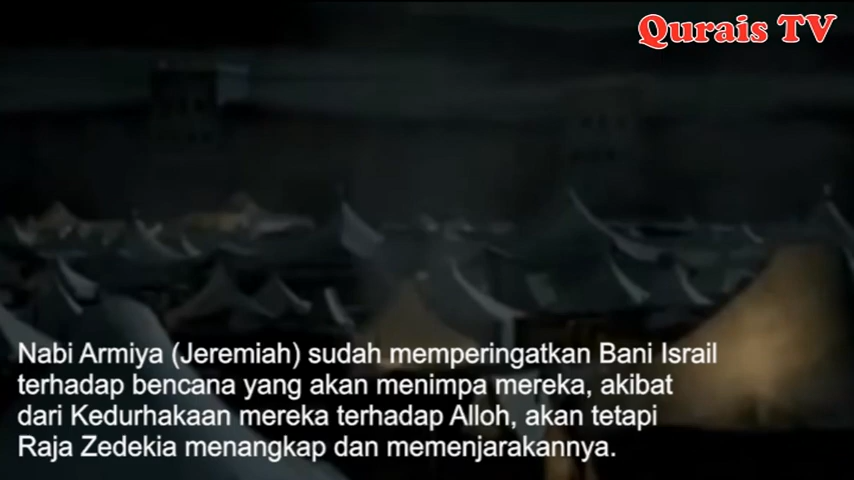 Qurais TV
Nabi Armiya (Jeremiah) sudah memperingatkan Bani Israil
terhadap bencana yang akan menimpa mereka, akibat
dari Kedurhakaan mereka terhadap Alloh, akan tetapi
Raja Zedekia menangkap dan memenjarakannya.